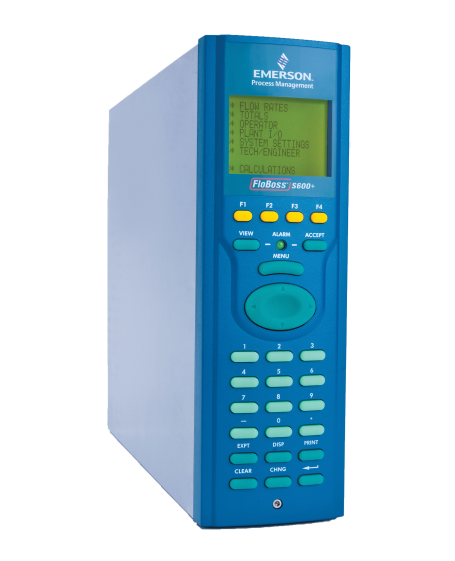 EMERSON
Process Management
* FLOW RATES
* TOTALS
* OPERATOR
* PLANT I/O
* SYSTEM SETTINGS
* TECH/ENGINEER
* CALCULATIONS
FloBoss S600+
F1 F2 F3 F4
VIEW ALARM ACCEPT
MENU
1 2 3
4 5 6
7 8 9
— 0 •
EXPT DISP PRINT
CLEAR CHNG